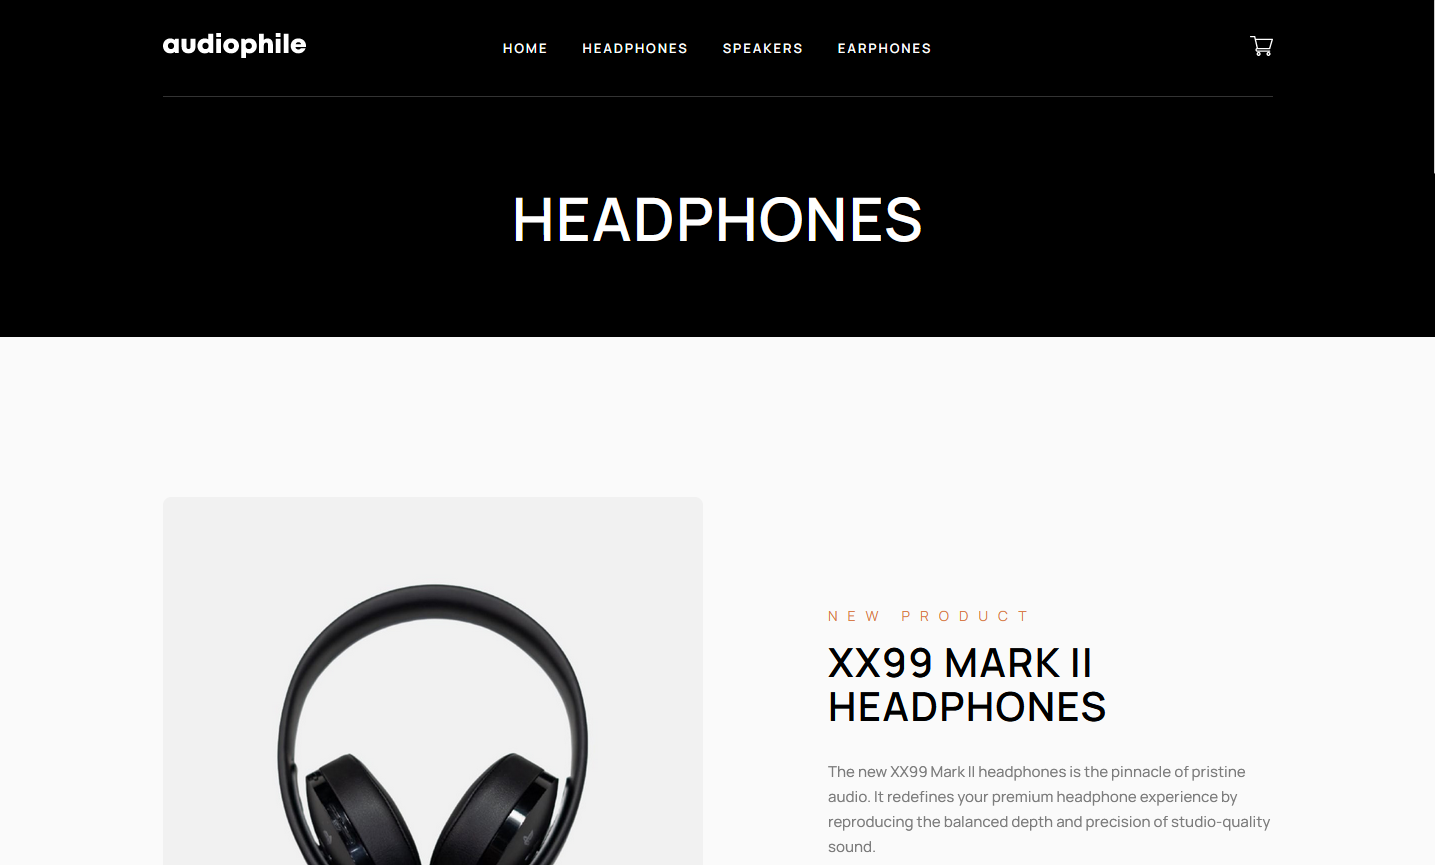 audiophile
HOME HEADPHONES SPEAKERS EARPHONES
HEADPHONES
NEW PRODUCT
XX99 MARK II
HEADPHONES
The new XX99 Mark II headphones is the pinnacle of pristine
audio. It redefines your premium headphone experience by
reproducing the balanced depth and precision of studio-quality
sound.